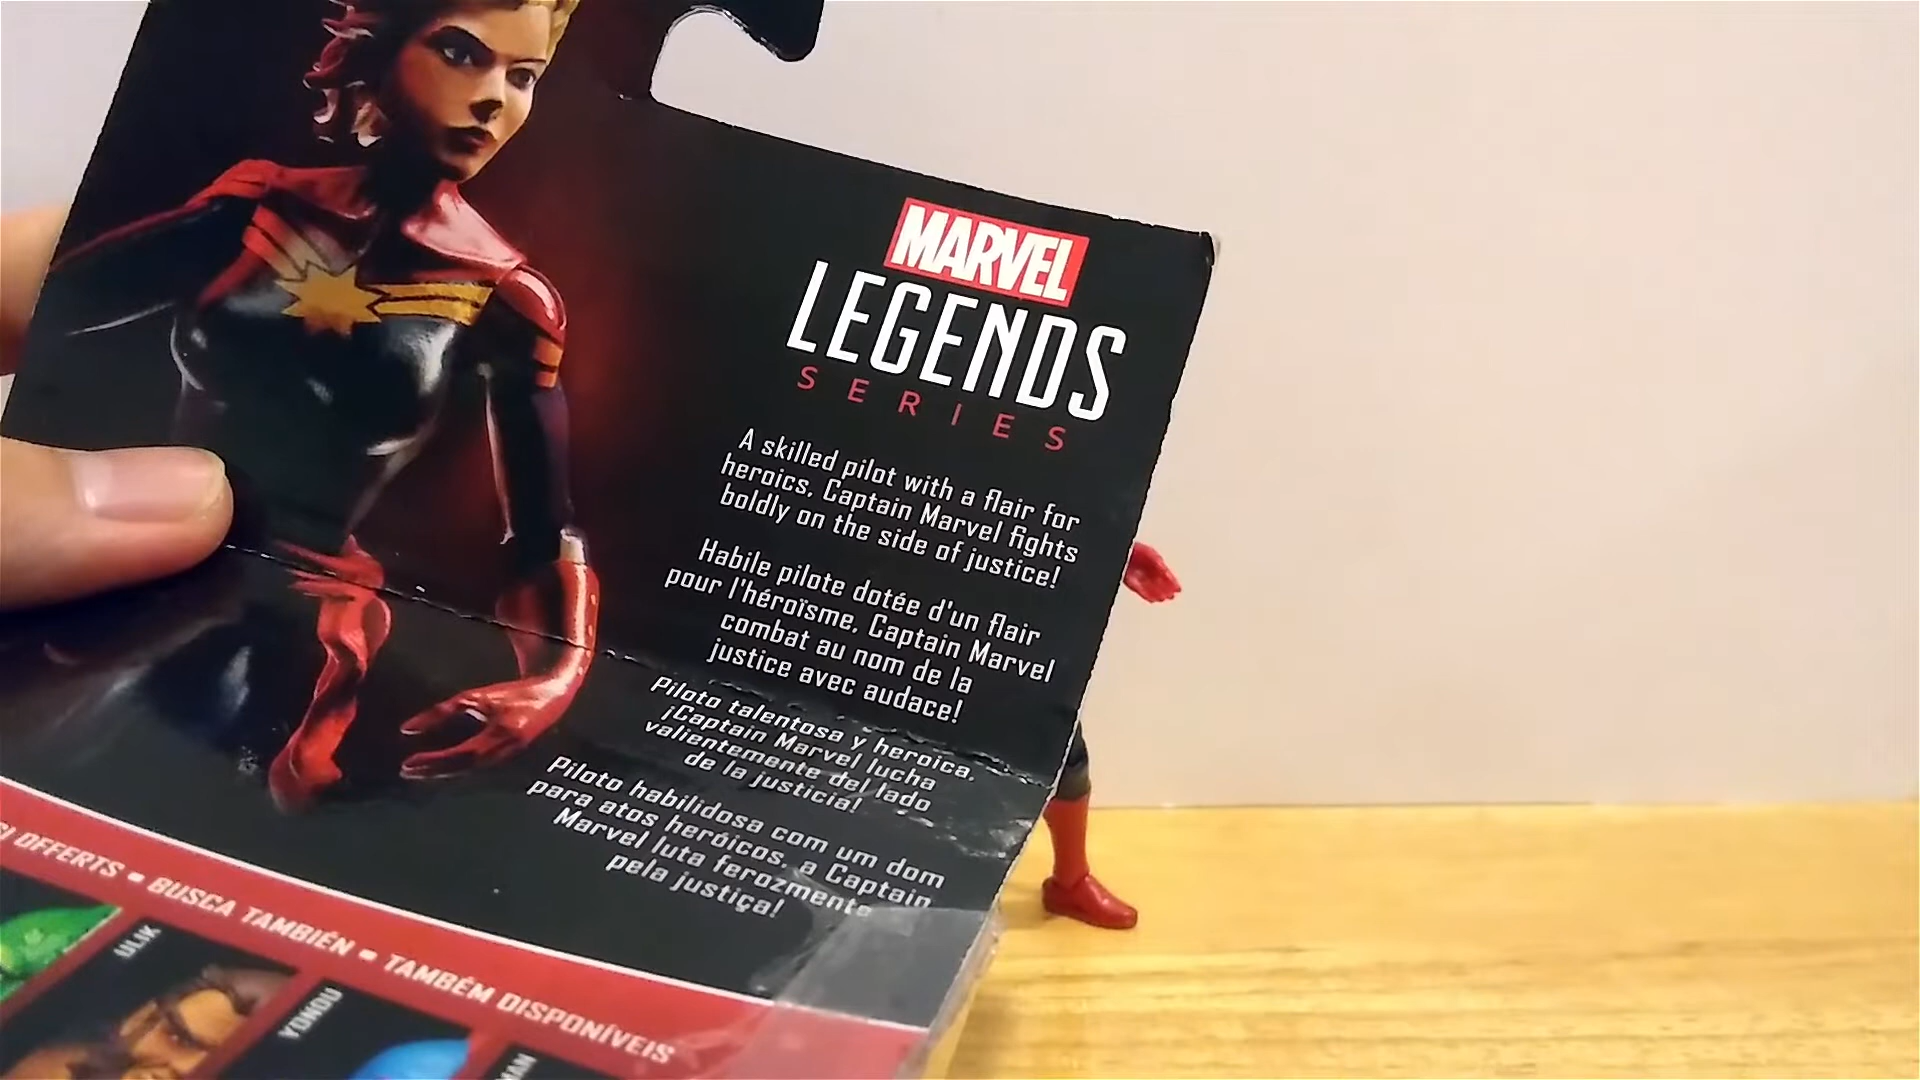 MARVEL
LEGENDS
SERIES
A skilled pilot with a flair for
heroics, Captain Marvel fights
boldly on the side of justice!
Habile pilote dotée d'un flair
pour l'héroïsme, Captain Marvel
combat au nom de la
justice avec audace!
Piloto talentosa y heroica,
¡Captain Marvel lucha
valientemente del lado
de la justicia!
Piloto habilidosa com um dom
para atos heróicos, a Captain
Marvel luta ferozmente
pela justiça!
OFFERTS • BUSCA TAMBIÉN • TAMBÉM DISPONÍVEIS
ULIK
YONDU